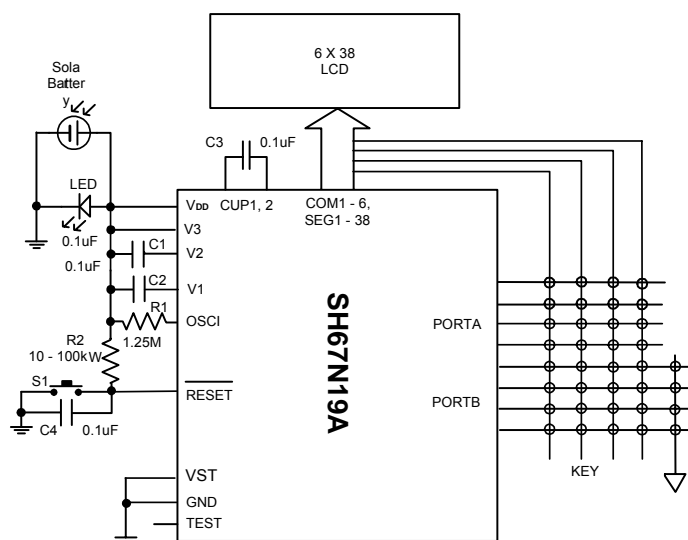 6 X 38
LCD
Sola
Batter
y
C3
0.1uF
LED
VDD
CUP1, 2
COM1 - 6,
SEG1 - 38
0.1uF
V3
C1
V2
0.1uF
C2
V1
R1
OSCI
1.25M
R2
10 - 100kW
S1
RESET
C4
0.1uF
SH67N19A
PORTA
PORTB
KEY
VST
GND
TEST